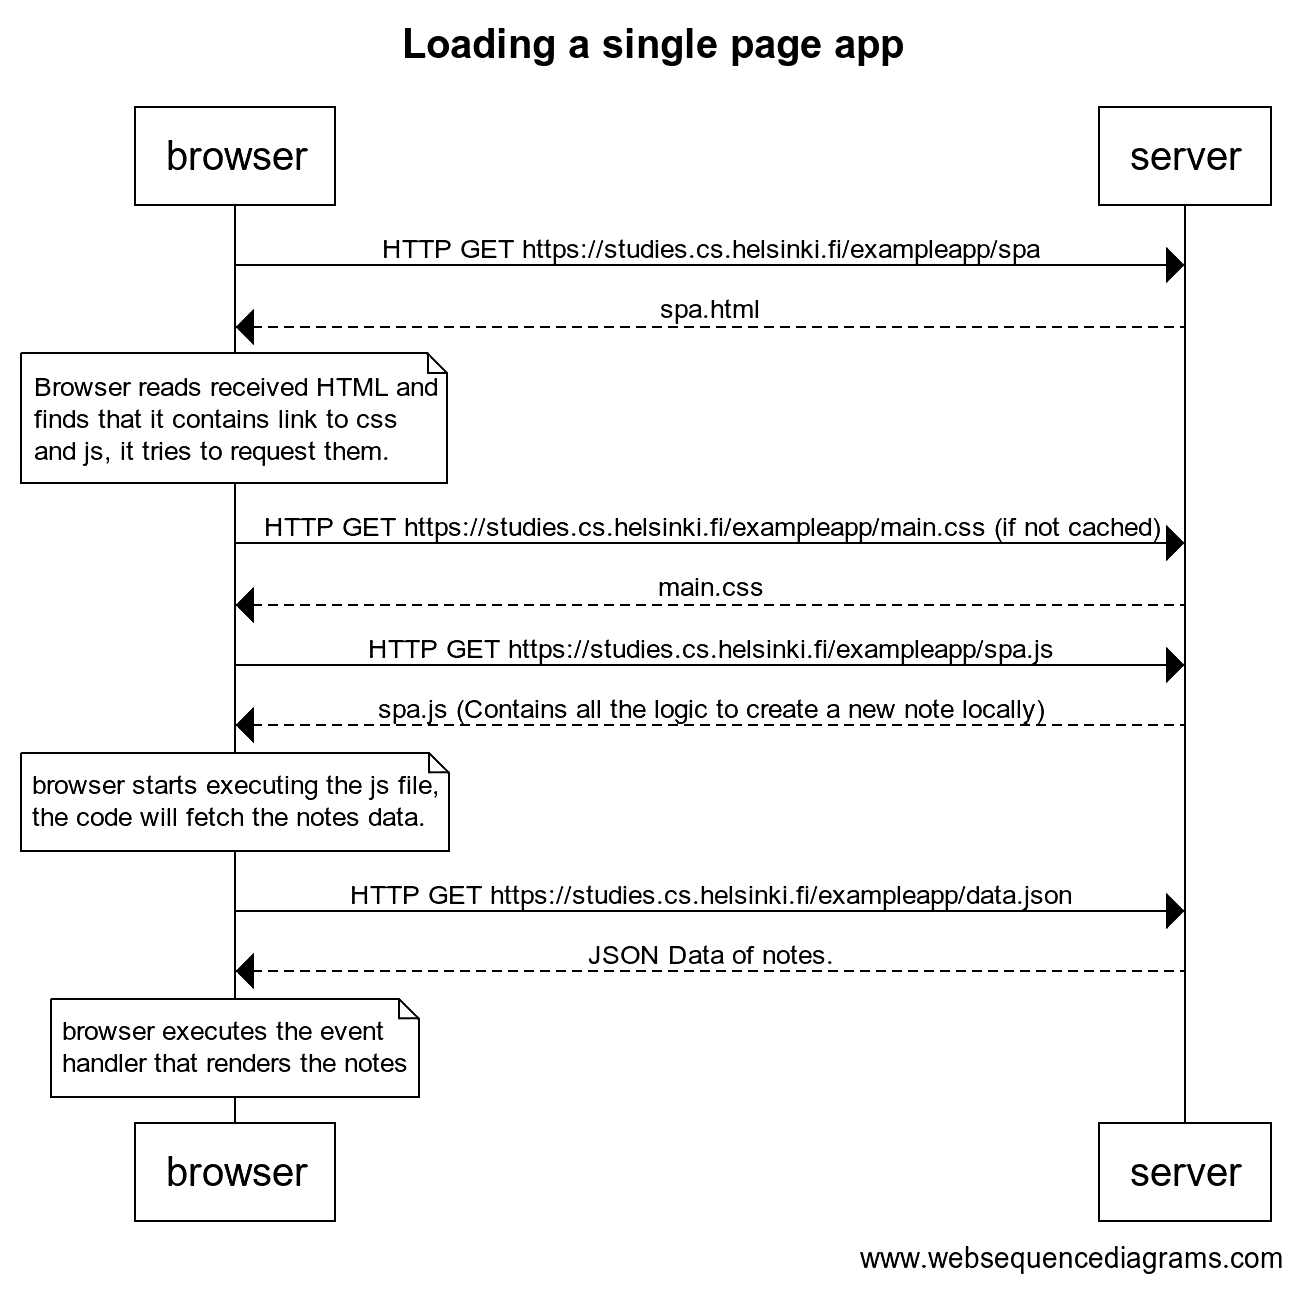 Loading a single page app
browser
server
HTTP GET https://studies.cs.helsinki.fi/exampleapp/spa
spa.html
Browser reads received HTML and
finds that it contains link to css
and js, it tries to request them.
HTTP GET https://studies.cs.helsinki.fi/exampleapp/main.css (if not cached)
main.css
HTTP GET https://studies.cs.helsinki.fi/exampleapp/spa.js
spa.js (Contains all the logic to create a new note locally)
browser starts executing the js file,
the code will fetch the notes data.
HTTP GET https://studies.cs.helsinki.fi/exampleapp/data.json
JSON Data of notes.
browser executes the event
handler that renders the notes
browser
server
www.websequencediagrams.com